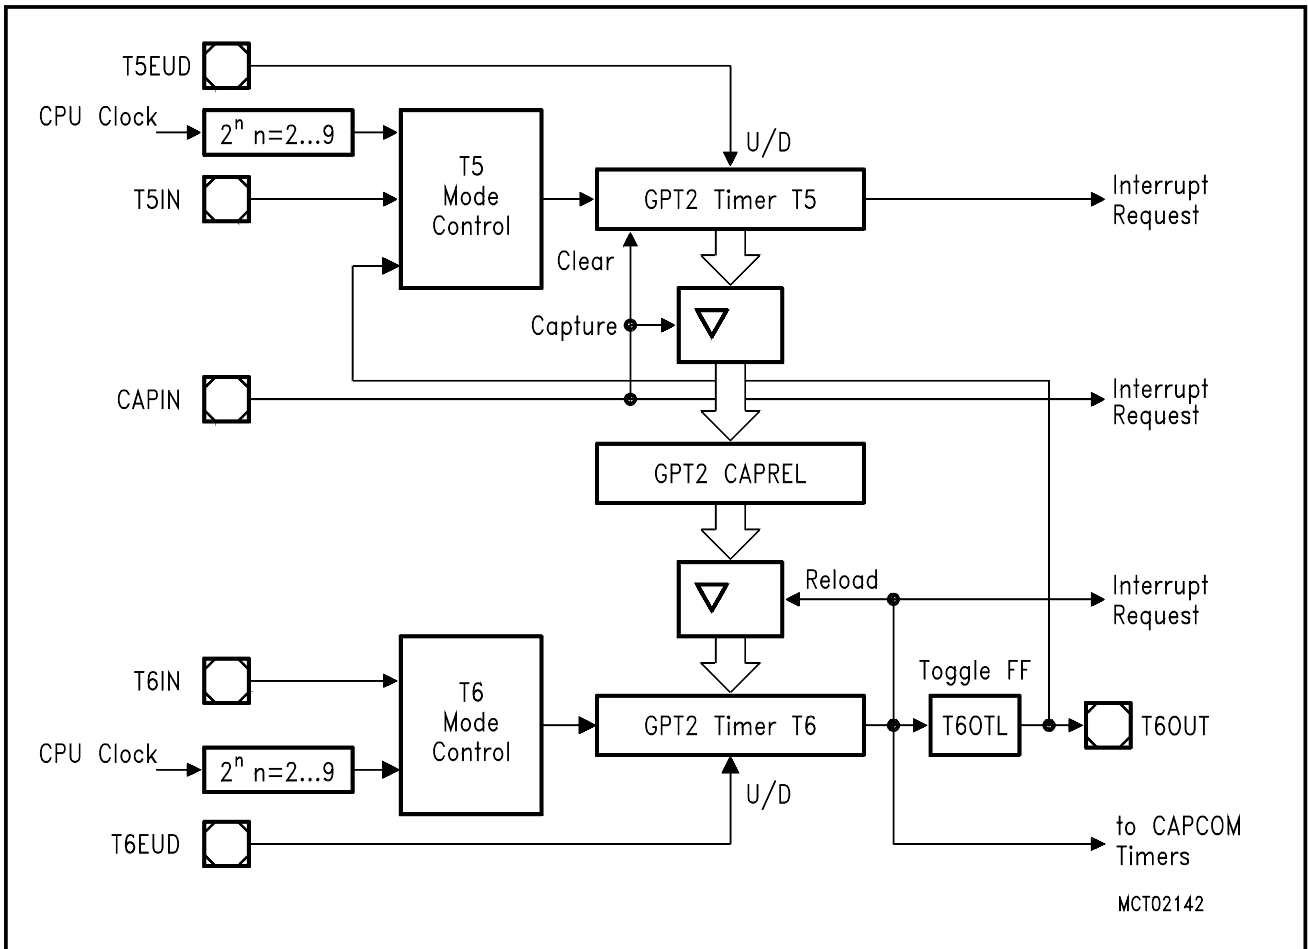 T5EUD
CPU Clock
2ⁿ n=2...9
T5IN
T5
Mode
Control
U/D
GPT2 Timer T5
Interrupt
Request
Clear
Capture
CAPIN
Interrupt
Request
GPT2 CAPREL
Reload
Interrupt
Request
T6IN
T6
Mode
Control
Toggle FF
GPT2 Timer T6
T6OTL
T6OUT
CPU Clock
2ⁿ n=2...9
U/D
T6EUD
to CAPCOM
Timers
MCT02142